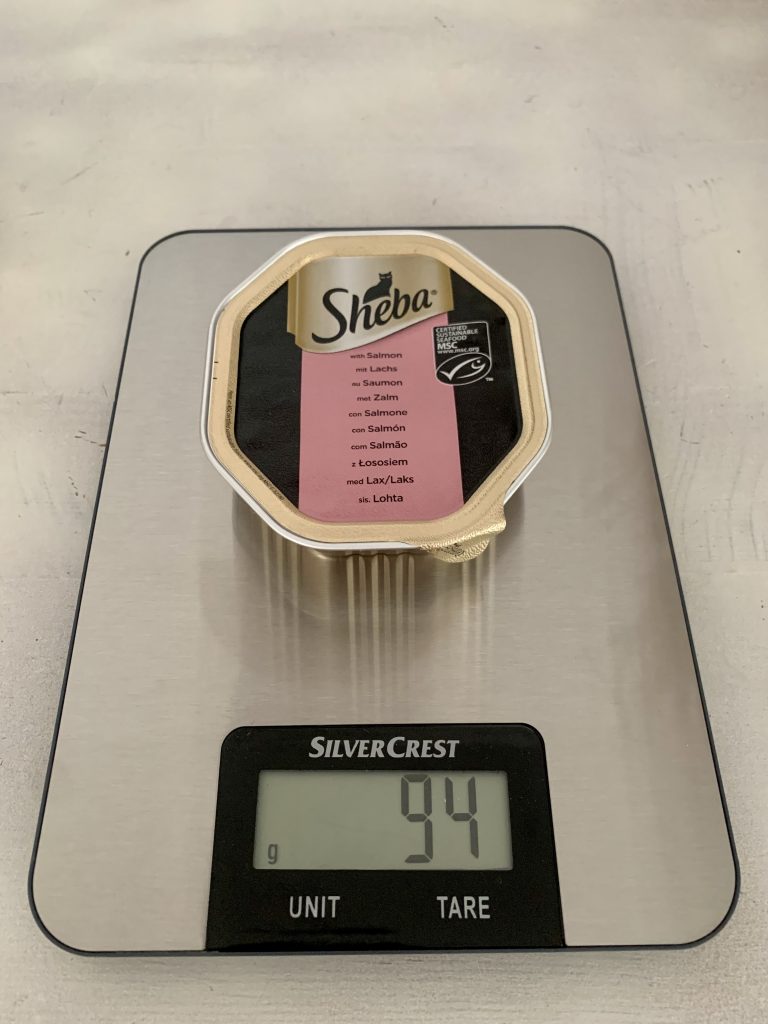 Sheba®
CERTIFIED
SUSTAINABLE
SEAFOOD
MSC
www.msc.org
TM
with Salmon
mit Lachs
au Saumon
met Zalm
con Salmone
con Salmón
com Salmão
z Łososiem
med Lax/Laks
sis. Lohta
SILVERCREST
94
g
UNIT TARE